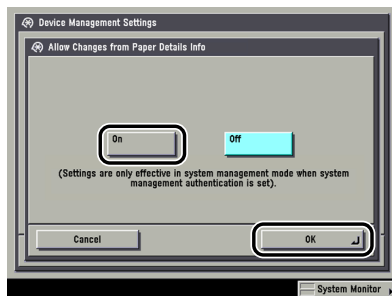 Device Management Settings
Allow Changes from Paper Details Info
On
Off
(Settings are only effective in system management mode when system
management authentication is set).
Cancel
OK
System Monitor